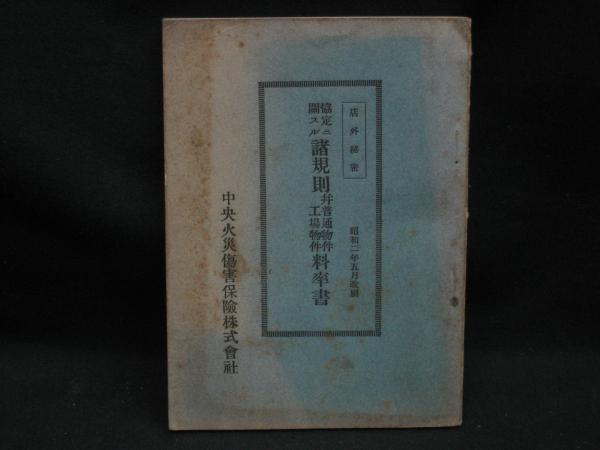 店外秘密
昭和二年五月改刷
協定ニ
關スル
諸規則
幷普通物件
工場物件
料率書
中央火災傷害保險株式會社